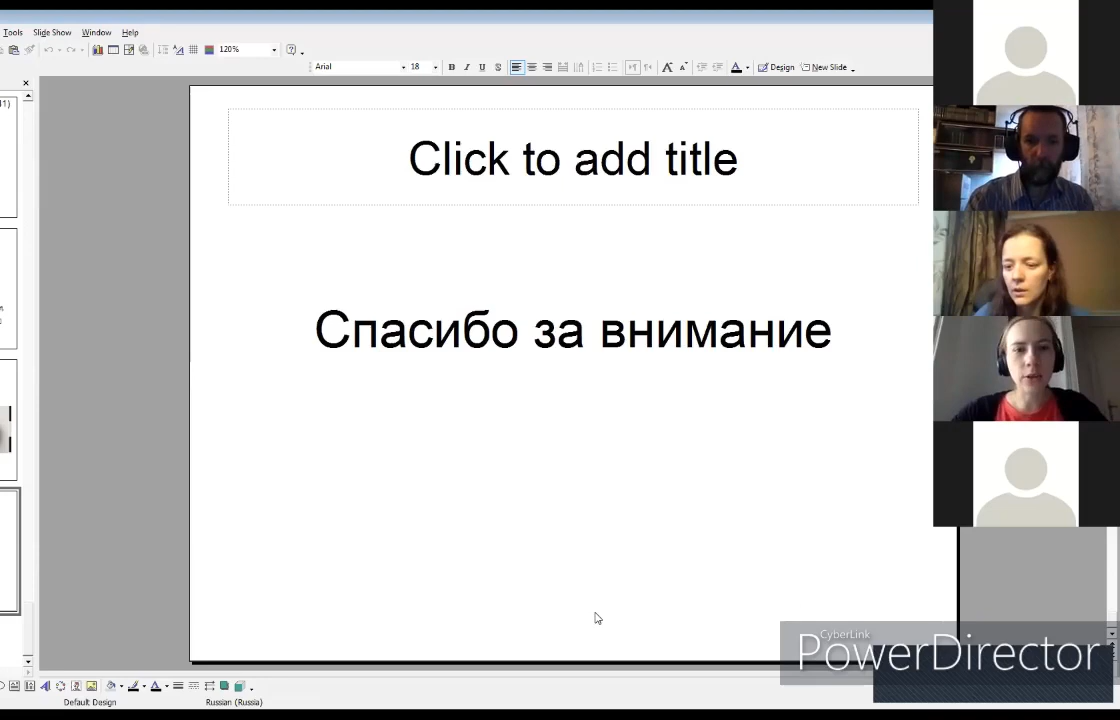 Tools Slide Show Window Help
120%
Arial 18 B I U S Design New Slide
Click to add title
Спасибо за внимание
CyberLink
PowerDirector
Default Design Russian (Russia)